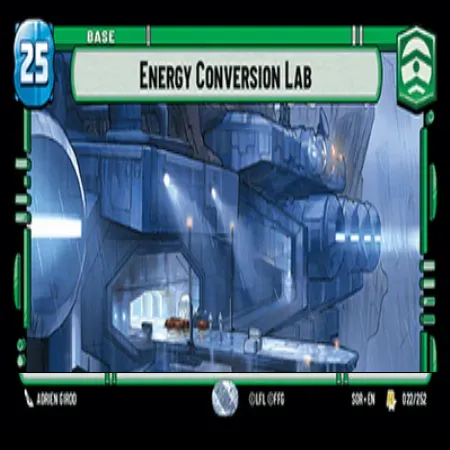 BASE
25
ENERGY CONVERSION LAB
ADRIEN GIROD
©LFL ©FFG
SOR • EN
022/252